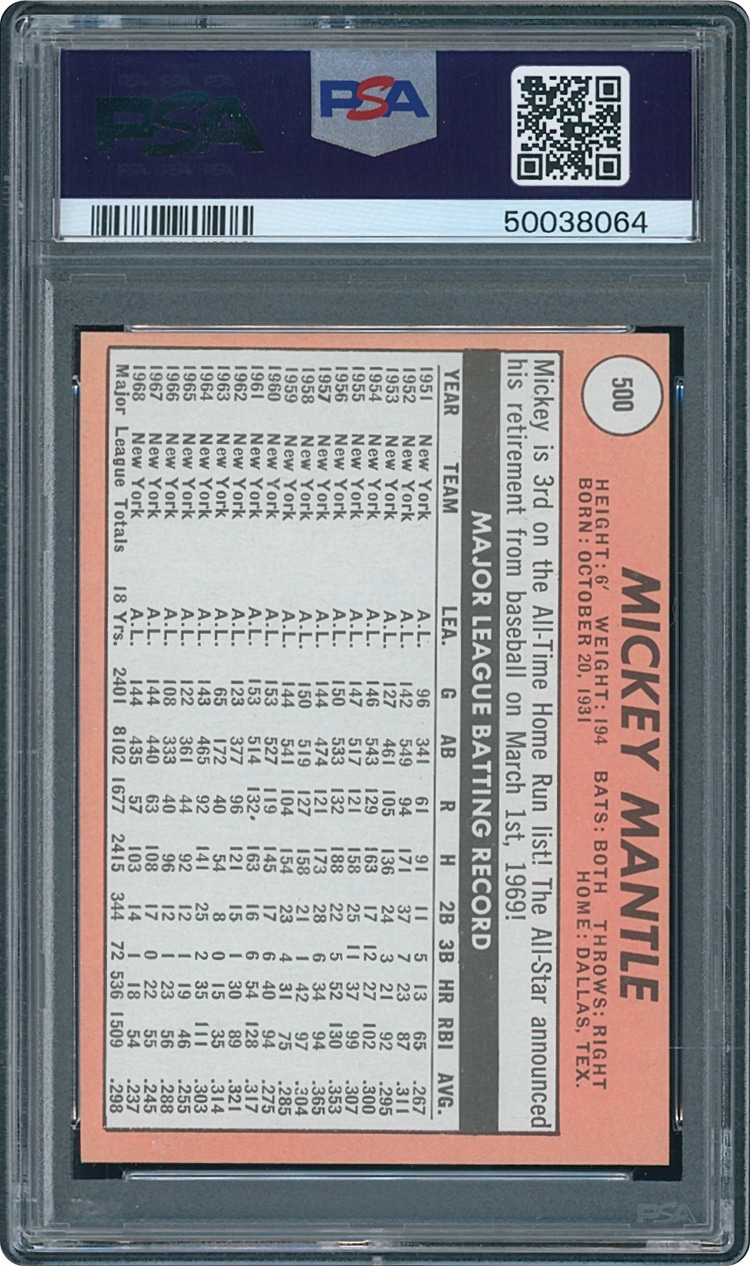 PSA
PSA
50038064
500
MICKEY MANTLE
HEIGHT: 6' WEIGHT: 194 BATS: BOTH THROWS: RIGHT
BORN: OCTOBER 20, 1931 HOME: DALLAS, TEX.
Mickey is 3rd on the All-Time Home Run list! The All-Star announced
his retirement from baseball on March 1st, 1969!
MAJOR LEAGUE BATTING RECORD
YEAR TEAM LEA. G AB R H 2B 3B HR RBI AVG.
1951 New York A.L. 96 341 61 91 11 5 13 65 .267
1952 New York A.L. 142 549 94 171 37 7 23 87 .311
1953 New York A.L. 127 461 105 136 24 3 21 92 .295
1954 New York A.L. 146 543 129 163 17 12 27 102 .300
1955 New York A.L. 147 517 121 158 25 11 37 99 .307
1956 New York A.L. 150 533 132 188 22 5 52 130 .353
1957 New York A.L. 144 474 121 173 28 6 34 94 .365
1958 New York A.L. 150 519 127 158 21 1 42 97 .304
1959 New York A.L. 144 541 104 154 23 4 31 75 .285
1960 New York A.L. 153 527 119 145 17 6 40 94 .275
1961 New York A.L. 153 514 132 163 16 6 54 128 .317
1962 New York A.L. 123 377 96 121 15 1 30 89 .321
1963 New York A.L. 65 172 40 54 8 0 15 35 .314
1964 New York A.L. 143 465 92 141 25 2 35 111 .303
1965 New York A.L. 122 361 44 92 12 1 19 46 .255
1966 New York A.L. 108 333 40 96 12 1 23 56 .288
1967 New York A.L. 144 440 63 108 17 0 22 55 .245
1968 New York A.L. 144 435 57 103 14 1 18 54 .237
Major League Totals 18 Yrs. 2401 8102 1677 2415 344 72 536 1509 .298
PSA